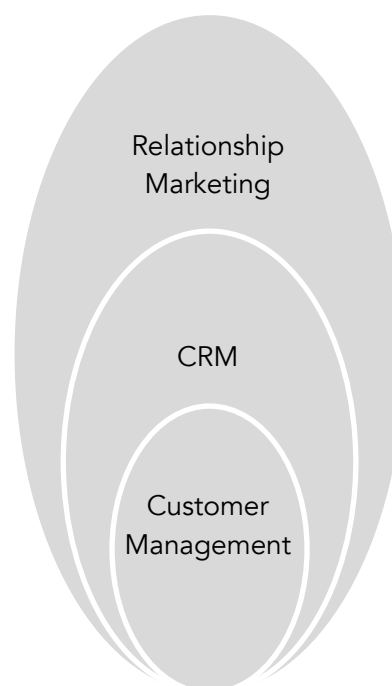 Relationship
Marketing
CRM
Customer
Management